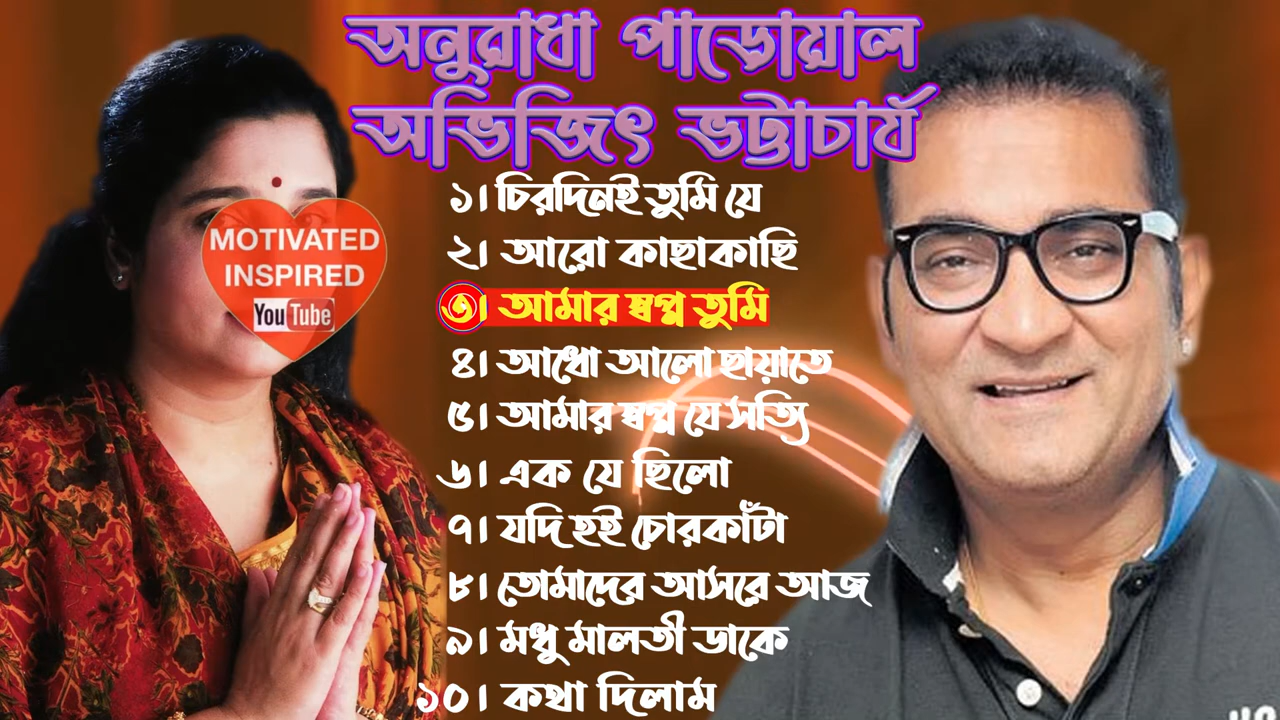 অনুরাধা পাড়োয়াল
অভিজিৎ ভট্টাচার্য
১। চিরদিনই তুমি যে
২। আরো কাছাকাছি
৩। আমার স্বপ্ন তুমি
৪। আধো আলো ছায়াতে
৫। আমার স্বপ্ন যে সত্যি
৬। এক যে ছিলো
৭। যদি হই চোরকাঁটা
৮। তোমাদের আসরে আজ
৯। মধু মালতী ডাকে
১০। কথা দিলাম
MOTIVATED
INSPIRED
YouTube